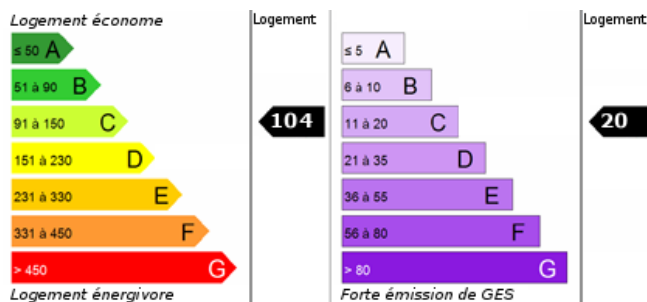 Logement économe
Logement
≤ 50 A
51 à 90 B
91 à 150 C
104
151 à 230 D
231 à 330 E
331 à 450 F
> 450 G
Logement énergivore
Logement
≤ 5 A
6 à 10 B
11 à 20 C
20
21 à 35 D
36 à 55 E
56 à 80 F
> 80 G
Forte émission de GES